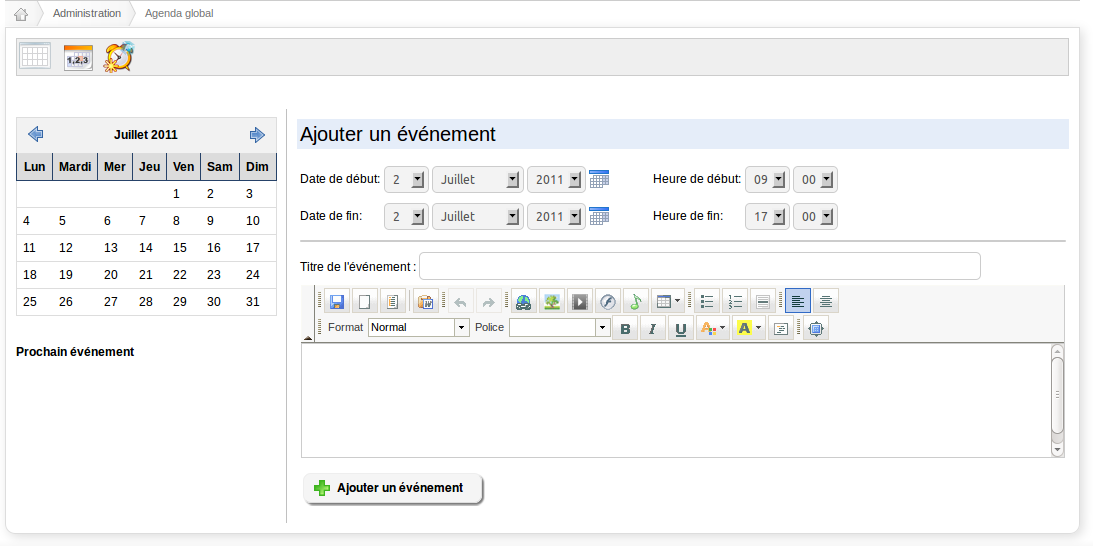 Administration Agenda global
1,2,3
Juillet 2011
Lun Mardi Mer Jeu Ven Sam Dim
1 2 3
4 5 6 7 8 9 10
11 12 13 14 15 16 17
18 19 20 21 22 23 24
25 26 27 28 29 30 31
Prochain événement
Ajouter un événement
Date de début: 2 Juillet 2011 Heure de début: 09 00
Date de fin: 2 Juillet 2011 Heure de fin: 17 00
Titre de l'événement :
Format Normal Police B I U A A
Ajouter un événement